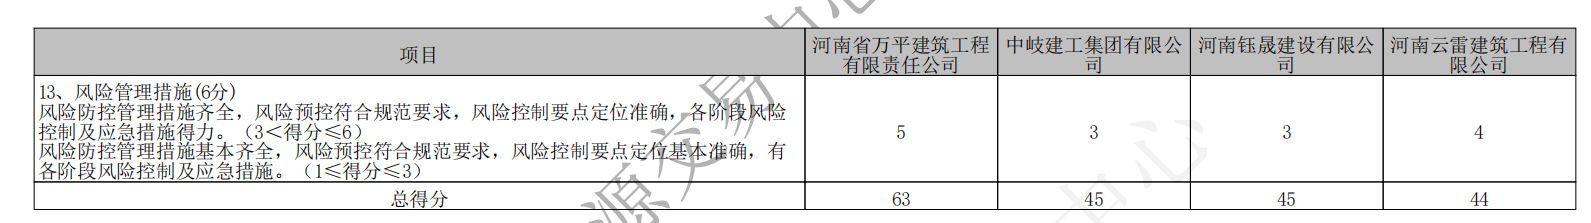 项目
河南省万平建筑工程
有限责任公司
中岐建工集团有限公
司
河南钰晟建设有限公
司
河南云雷建筑工程有
限公司
13、风险管理措施(6分)
风险防控管理措施齐全，风险预控符合规范要求，风险控制要点定位准确，各阶段风险
控制及应急措施得力。（3＜得分≤6）
风险防控管理措施基本齐全，风险预控符合规范要求，风险控制要点定位基本准确，有
各阶段风险控制及应急措施。（1≤得分≤3）
5
3
3
4
总得分
63
45
45
44
源交易
中心